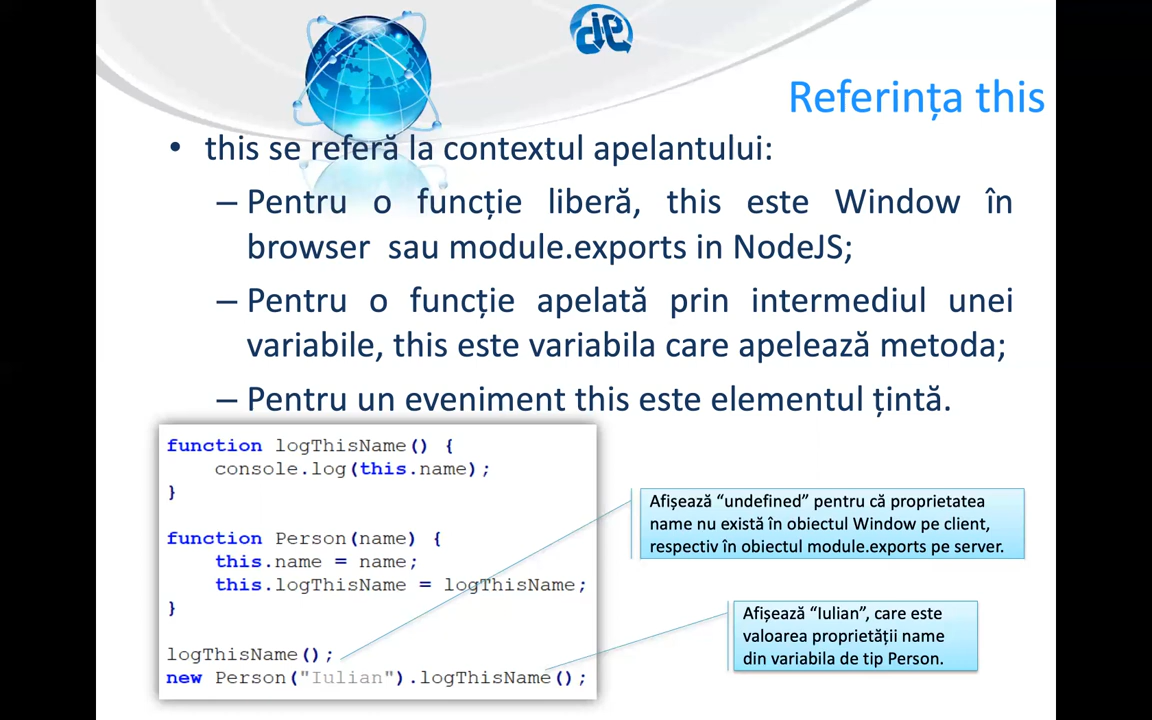 Referința this
• this se referă la contextul apelantului:
– Pentru o funcție liberă, this este Window în
browser sau module.exports in NodeJS;
– Pentru o funcție apelată prin intermediul unei
variabile, this este variabila care apelează metoda;
– Pentru un eveniment this este elementul țintă.
function logThisName() {
    console.log(this.name);
}
function Person(name) {
    this.name = name;
    this.logThisName = logThisName;
}
logThisName();
new Person("Iulian").logThisName();
Afișează “undefined” pentru că proprietatea
name nu există în obiectul Window pe client,
respectiv în obiectul module.exports pe server.
Afișează “Iulian”, care este
valoarea proprietății name
din variabila de tip Person.